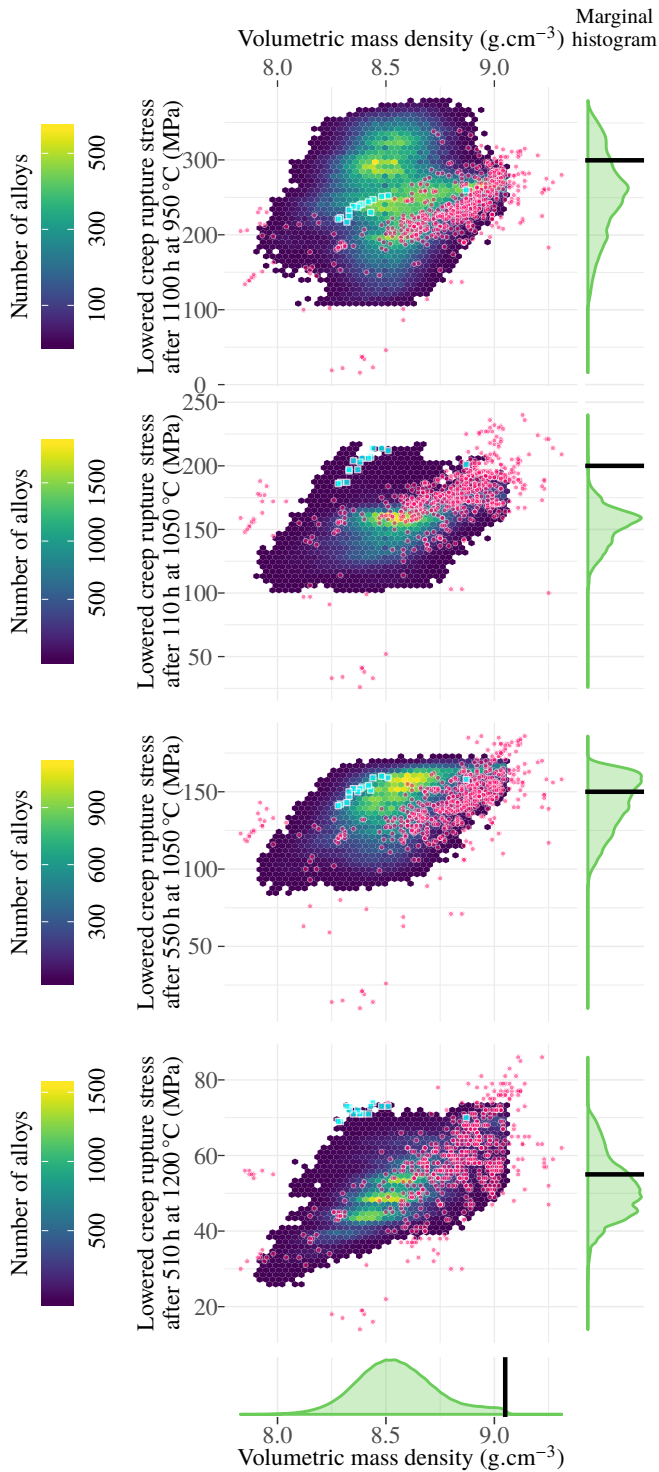 Volumetric mass density (g.cm⁻³)
Marginal
histogram
8.0 8.5 9.0
Number of alloys
100 300 500
Lowered creep rupture stress
after 1100 h at 950 °C (MPa)
300
200
100
0
Number of alloys
500 1000 1500
Lowered creep rupture stress
after 110 h at 1050 °C (MPa)
250
200
150
100
50
Number of alloys
300 600 900
Lowered creep rupture stress
after 550 h at 1050 °C (MPa)
150
100
50
Number of alloys
500 1000 1500
Lowered creep rupture stress
after 510 h at 1200 °C (MPa)
80
60
40
20
8.0 8.5 9.0
Volumetric mass density (g.cm⁻³)